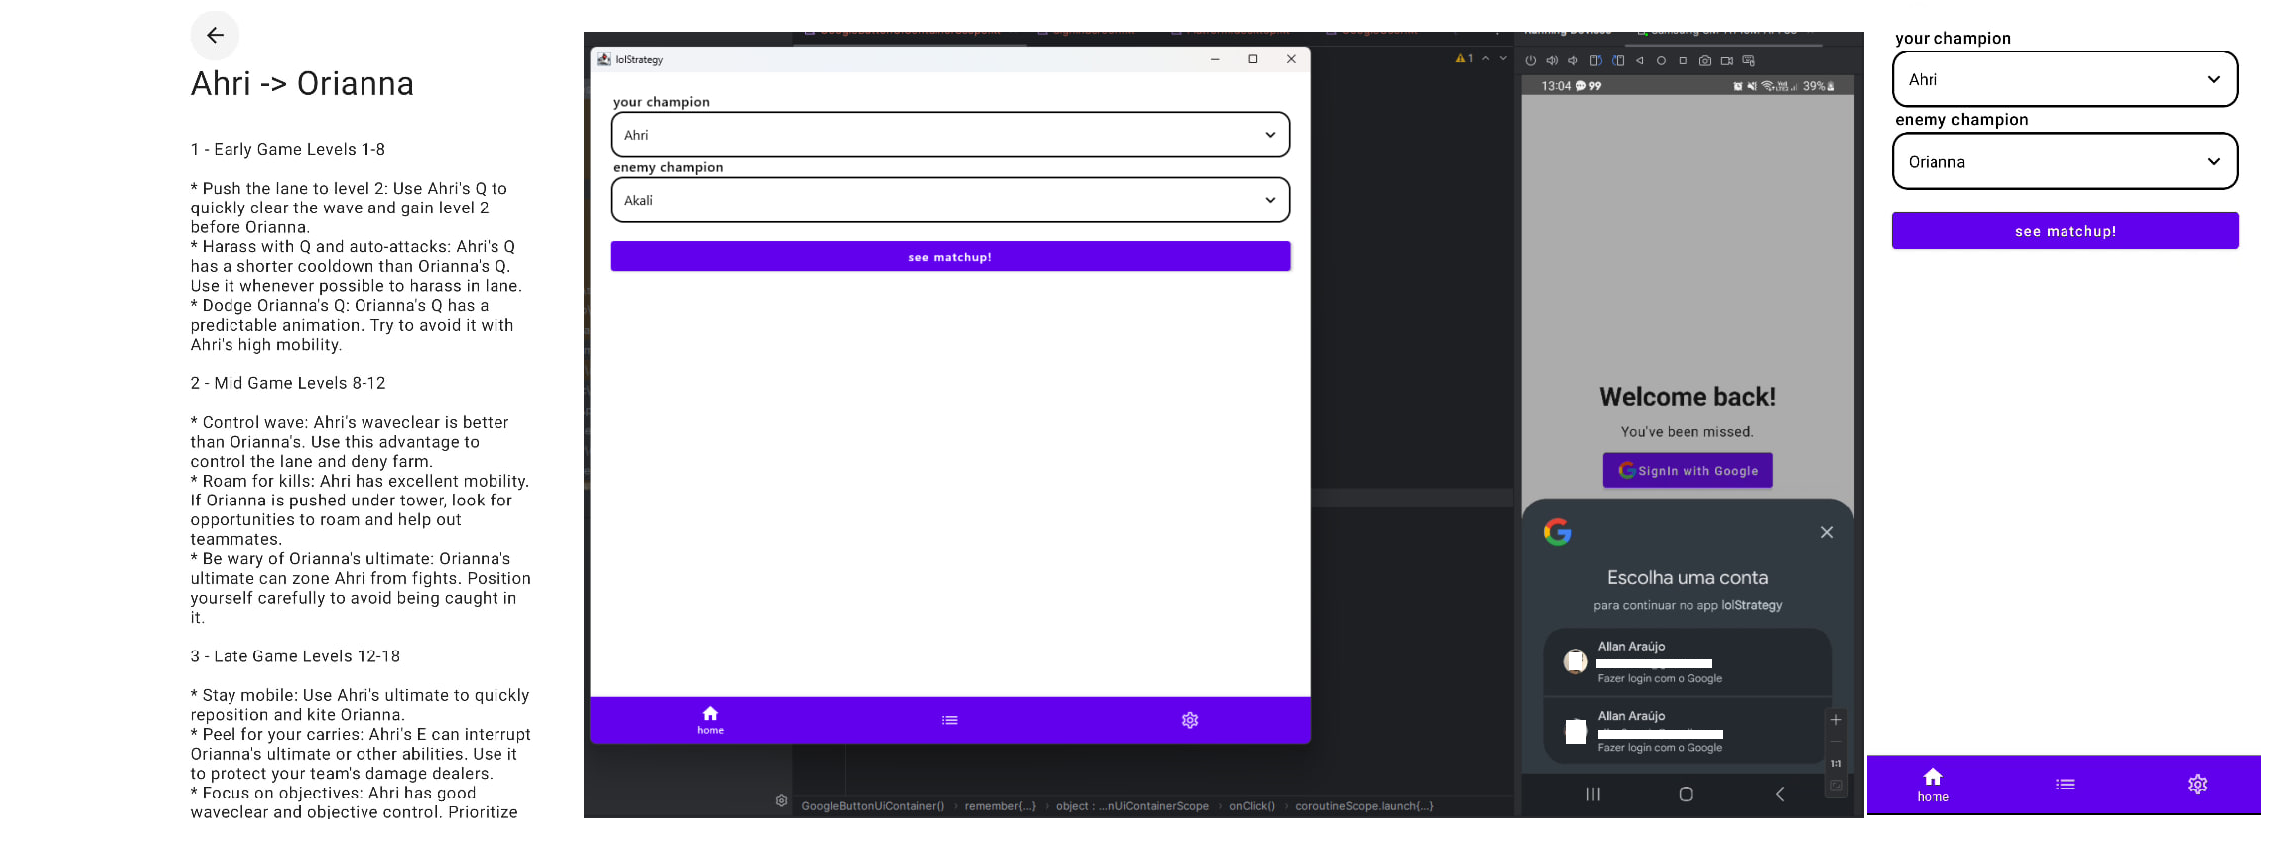 Ahri -> Orianna
1 - Early Game Levels 1-8
* Push the lane to level 2: Use Ahri's Q to
quickly clear the wave and gain level 2
before Orianna.
* Harass with Q and auto-attacks: Ahri's Q
has a shorter cooldown than Orianna's Q.
Use it whenever possible to harass in lane.
* Dodge Orianna's Q: Orianna's Q has a
predictable animation. Try to avoid it with
Ahri's high mobility.
2 - Mid Game Levels 8-12
* Control wave: Ahri's waveclear is better
than Orianna's. Use this advantage to
control the lane and deny farm.
* Roam for kills: Ahri has excellent mobility.
If Orianna is pushed under tower, look for
opportunities to roam and help out
teammates.
* Be wary of Orianna's ultimate: Orianna's
ultimate can zone Ahri from fights. Position
yourself carefully to avoid being caught in
it.
3 - Late Game Levels 12-18
* Stay mobile: Use Ahri's ultimate to quickly
reposition and kite Orianna.
* Peel for your carries: Ahri's E can interrupt
Orianna's ultimate or other abilities. Use it
to protect your team's damage dealers.
* Focus on objectives: Ahri has good
waveclear and objective control. Prioritize
lolStrategy
your champion
Ahri
enemy champion
Akali
see matchup!
home
1
GoogleButtonUiContainer() > remember{...} > object : ...nUiContainerScope > onClick() > coroutineScope.launch{...}
13:04 99
39%
Welcome back!
You've been missed.
SignIn with Google
Escolha uma conta
para continuar no app lolStrategy
Allan Araújo
Fazer login com o Google
Allan Araújo
Fazer login com o Google
1:1
your champion
Ahri
enemy champion
Orianna
see matchup!
home